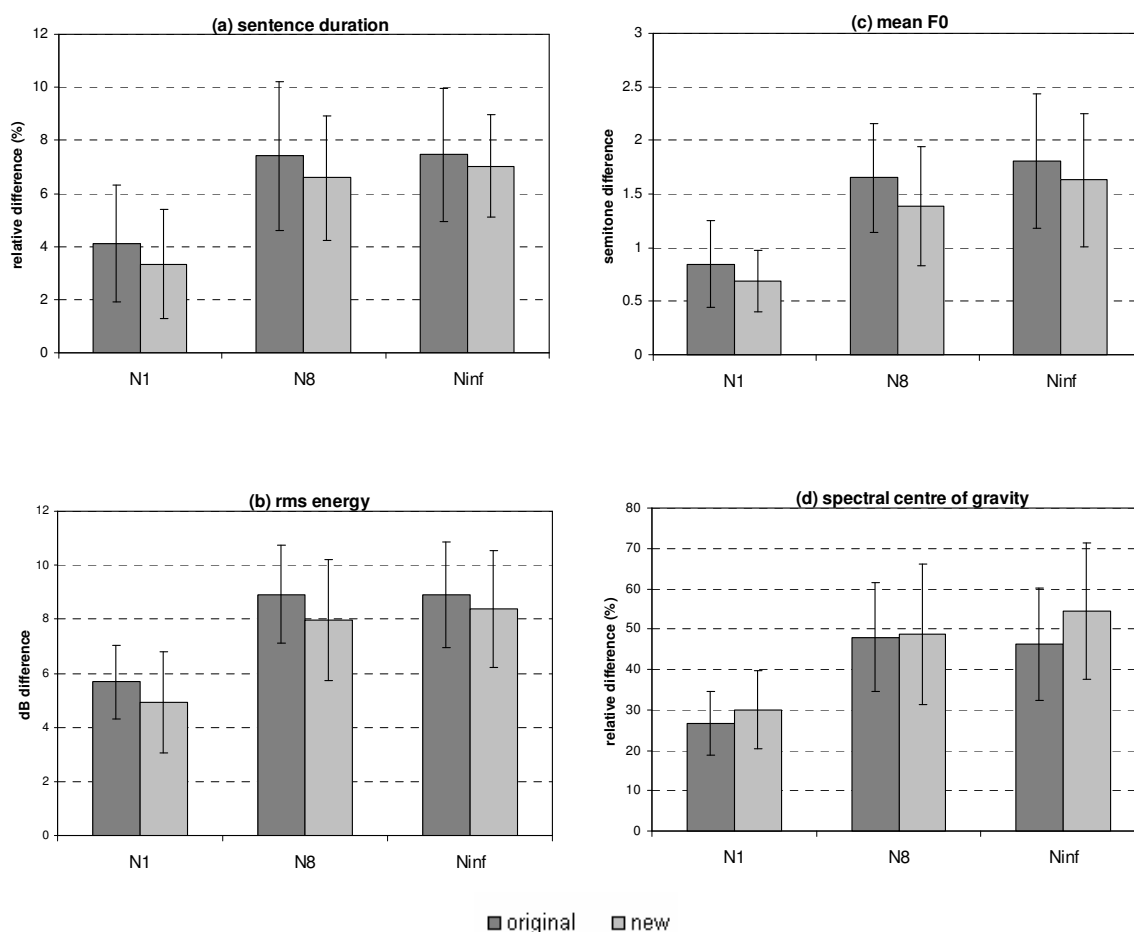 (a) sentence duration
12
10
8
6
4
2
0
relative difference (%)
N1 N8 Ninf
(c) mean F0
3
2.5
2
1.5
1
0.5
0
semitone difference
N1 N8 Ninf
(b) rms energy
12
10
8
6
4
2
0
dB difference
N1 N8 Ninf
(d) spectral centre of gravity
80
70
60
50
40
30
20
10
0
relative difference (%)
N1 N8 Ninf
original new